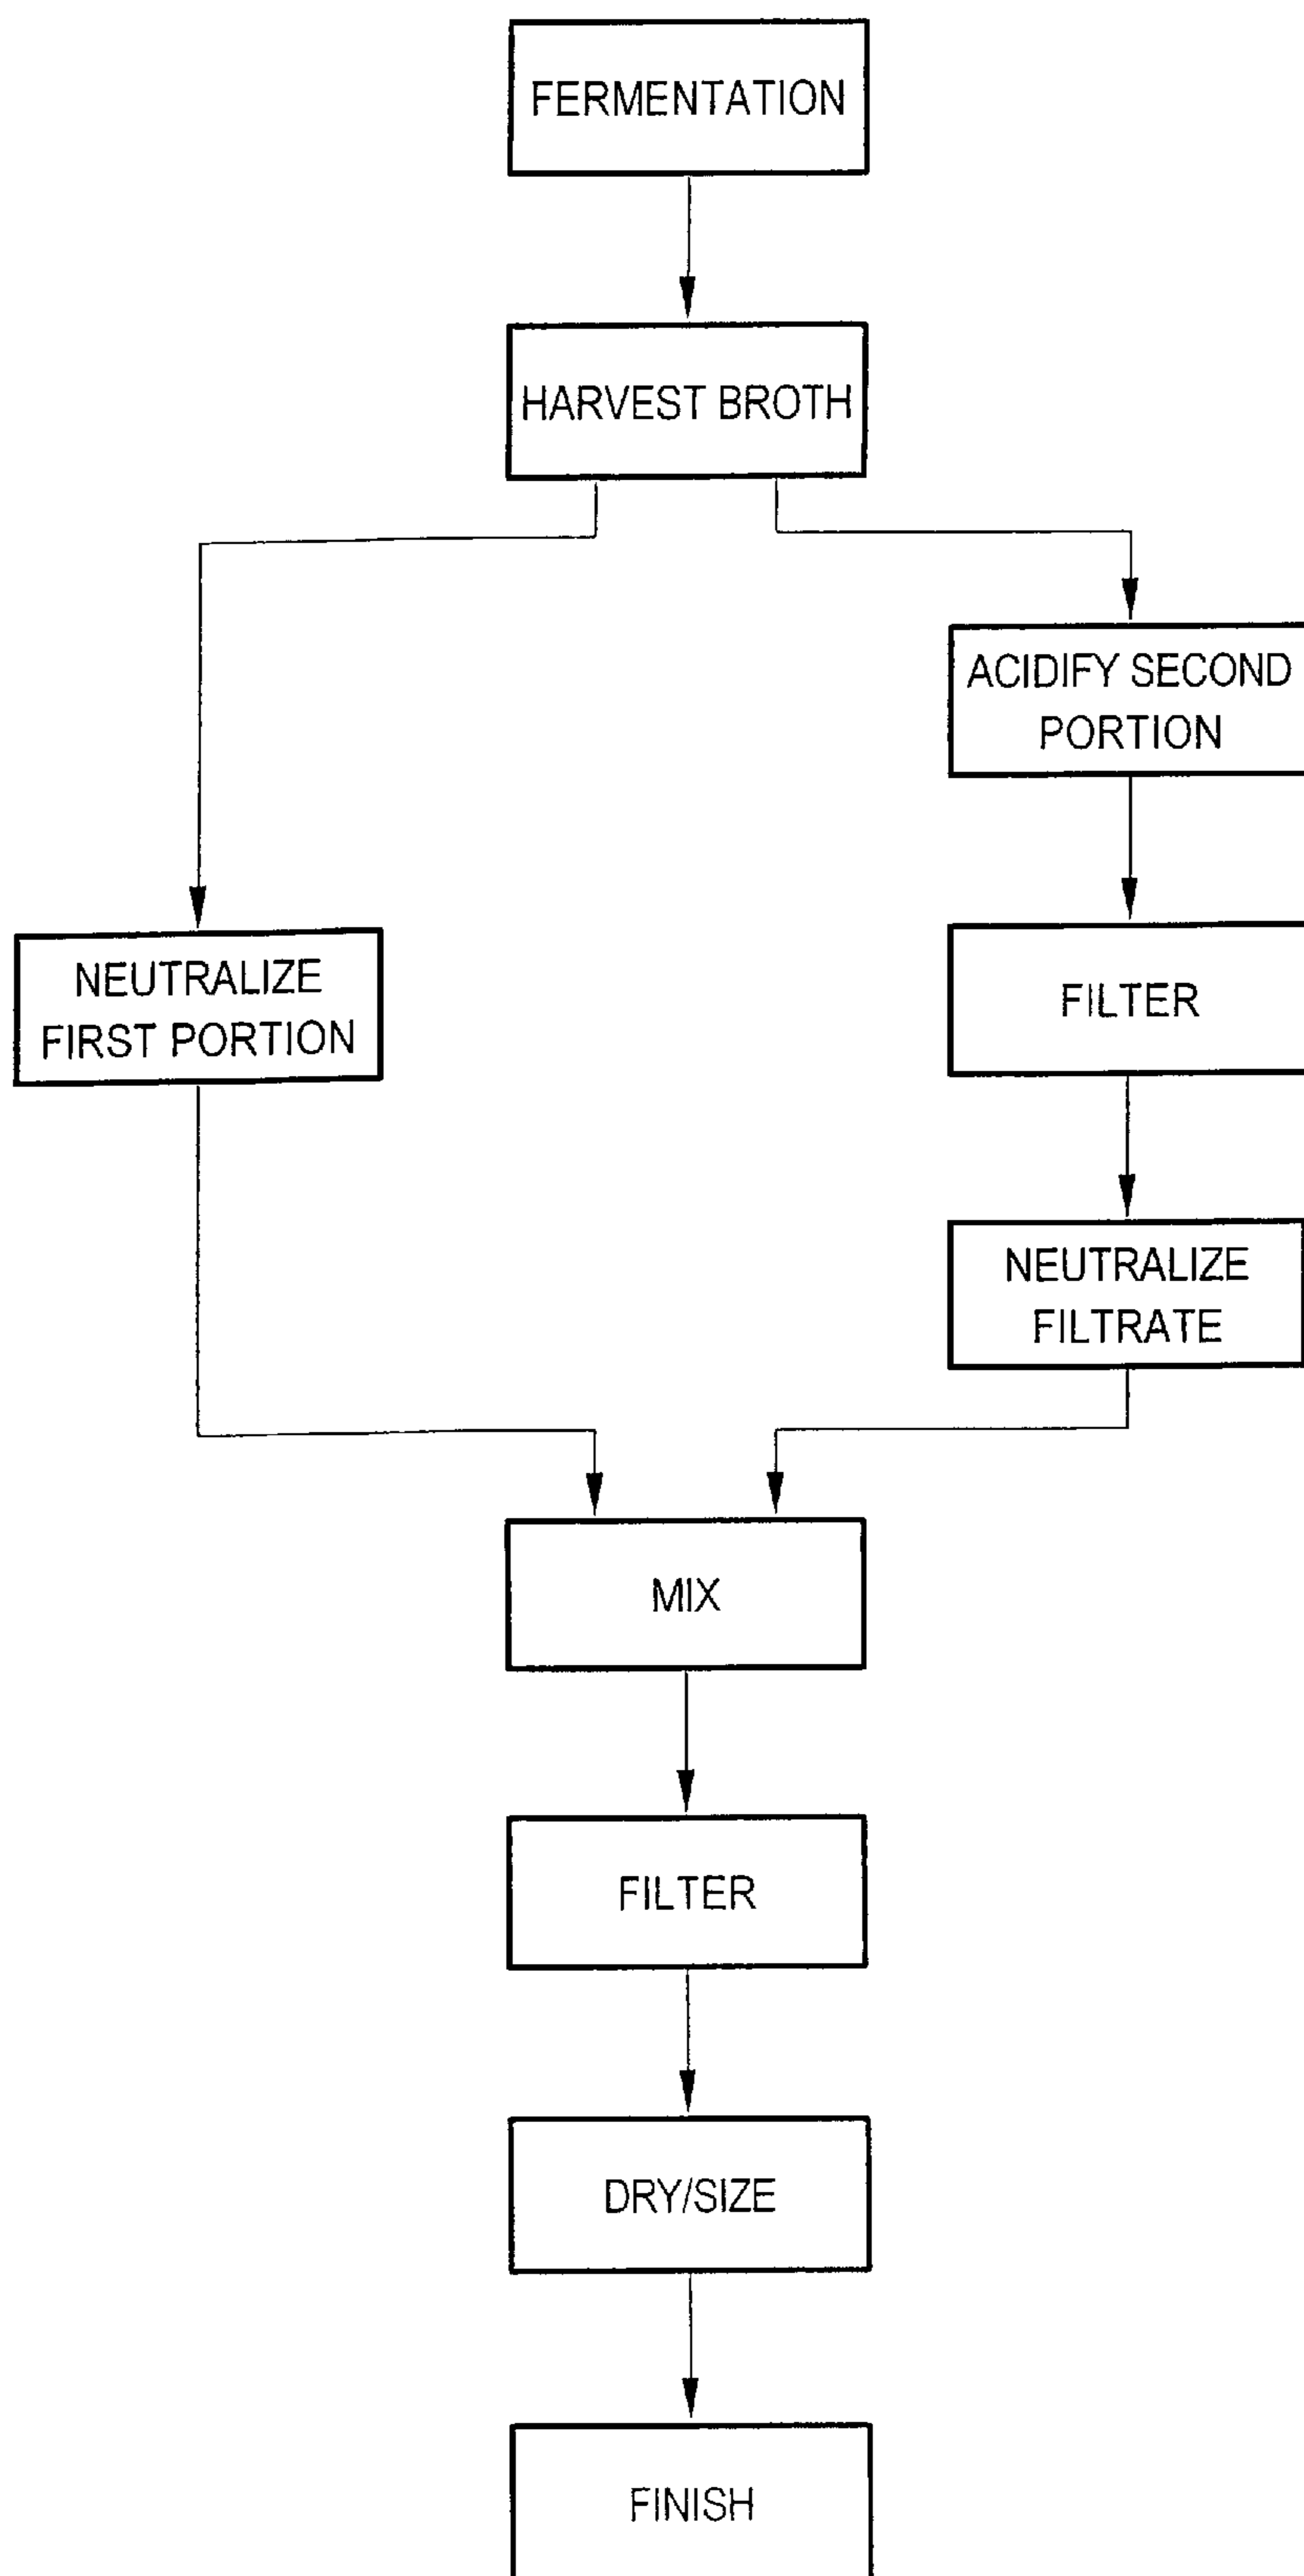 FERMENTATION
HARVEST BROTH
ACIDIFY SECOND
PORTION
NEUTRALIZE
FIRST PORTION
FILTER
NEUTRALIZE
FILTRATE
MIX
FILTER
DRY/SIZE
FINISH